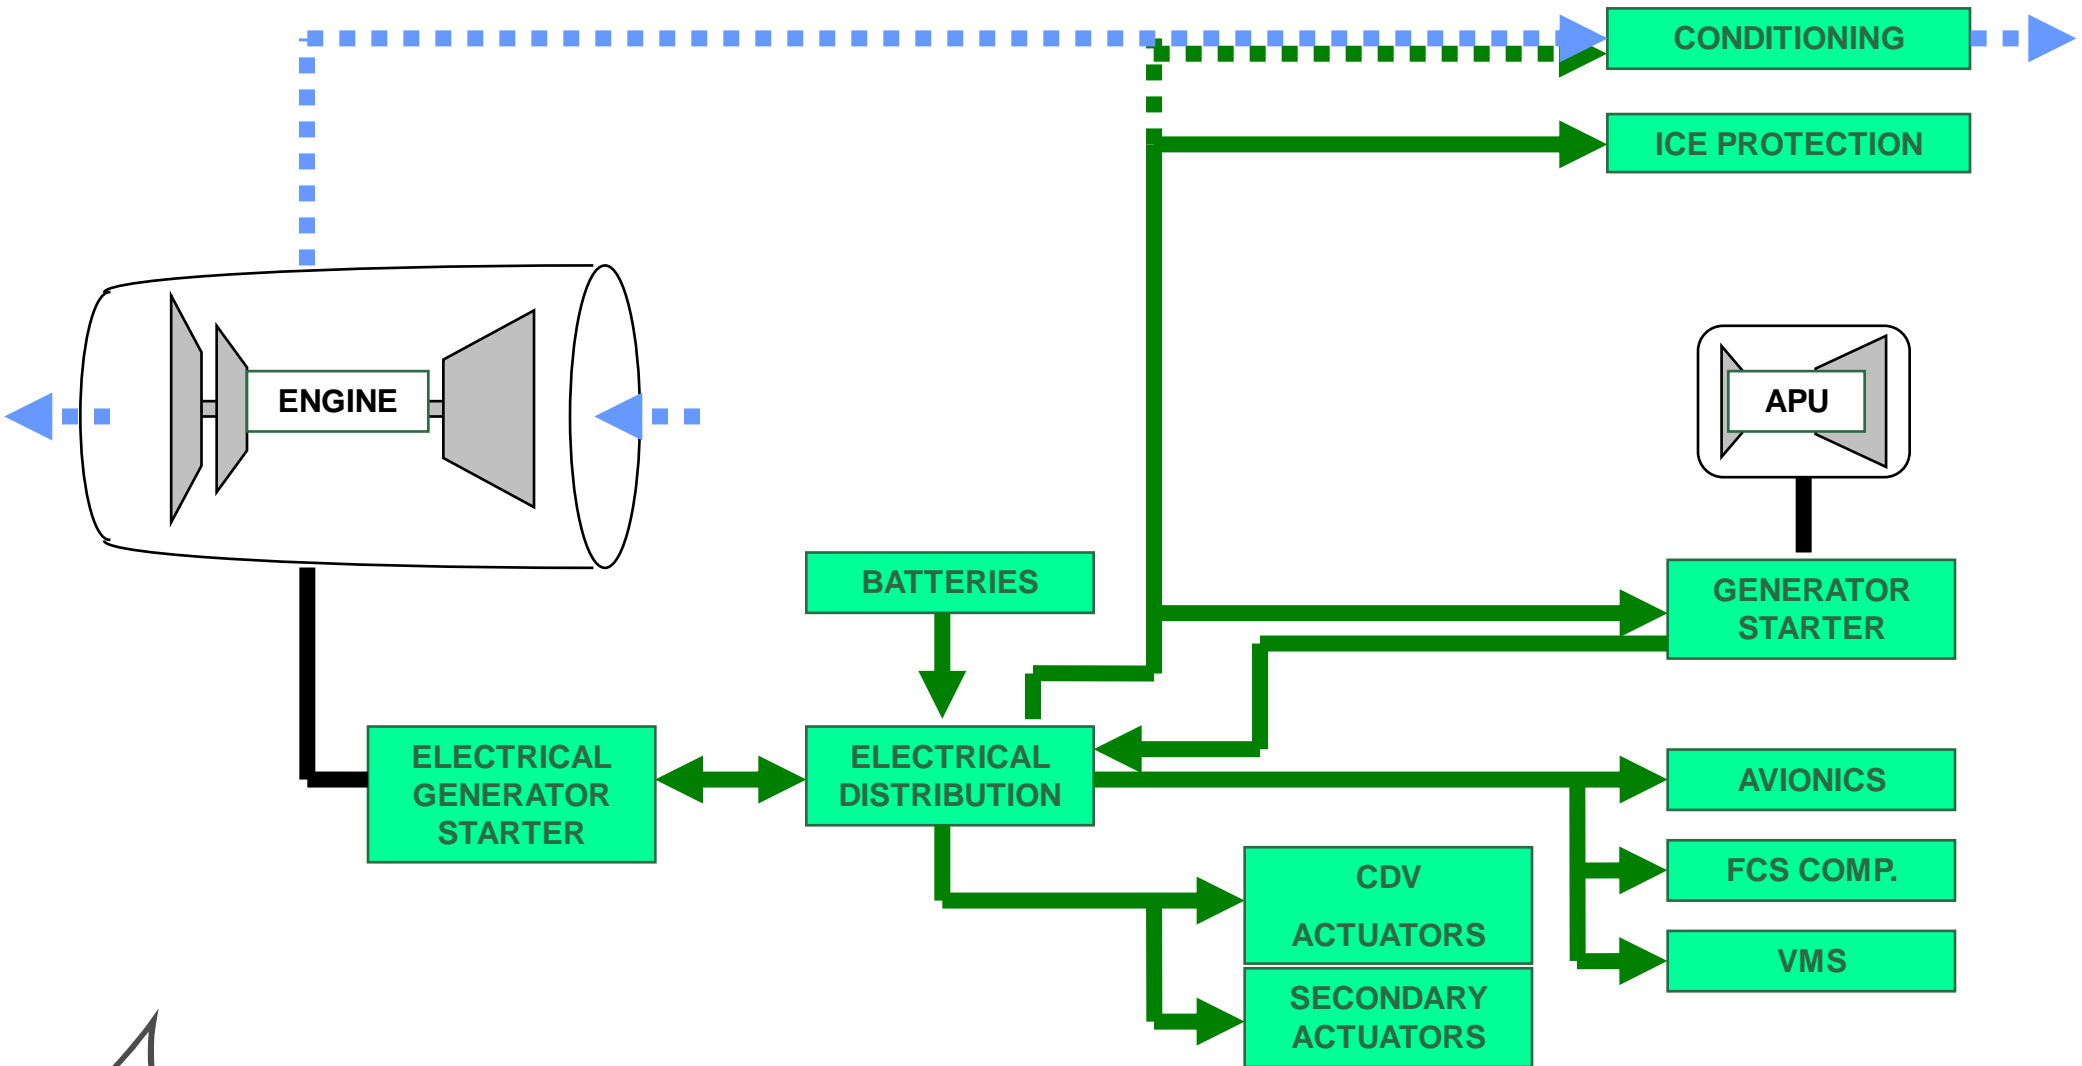 CONDITIONING
ICE PROTECTION
ENGINE
APU
BATTERIES
GENERATOR
STARTER
ELECTRICAL
GENERATOR
STARTER
ELECTRICAL
DISTRIBUTION
AVIONICS
CDV
ACTUATORS
FCS COMP.
VMS
SECONDARY
ACTUATORS